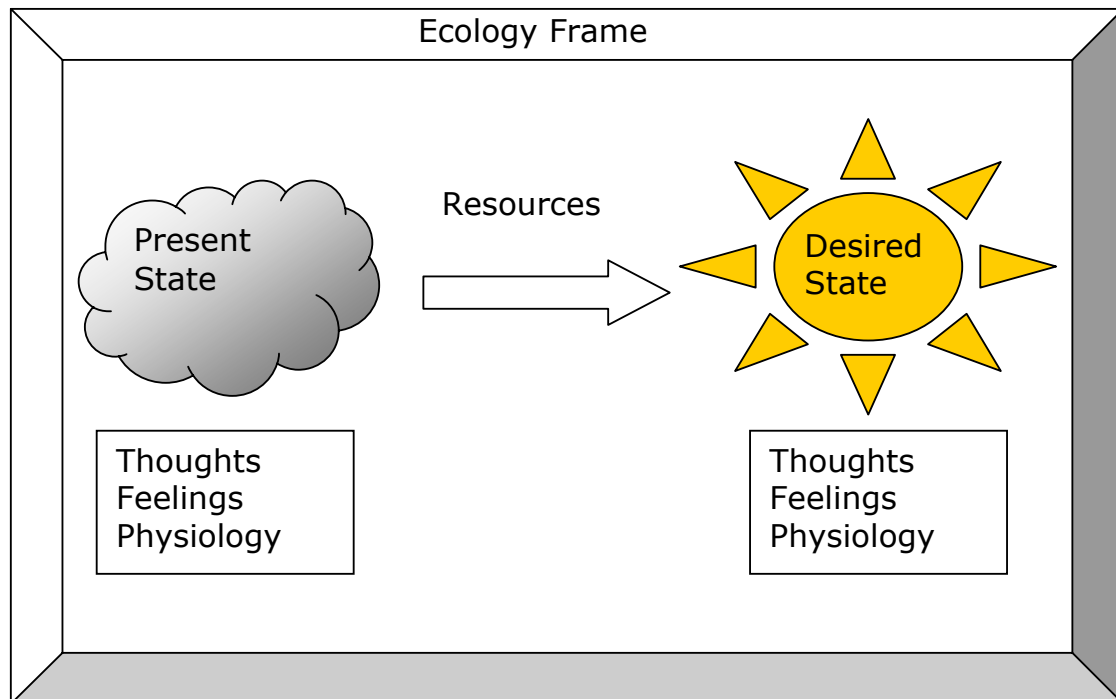 Ecology Frame
Present
State
Resources
Desired
State
Thoughts
Feelings
Physiology
Thoughts
Feelings
Physiology